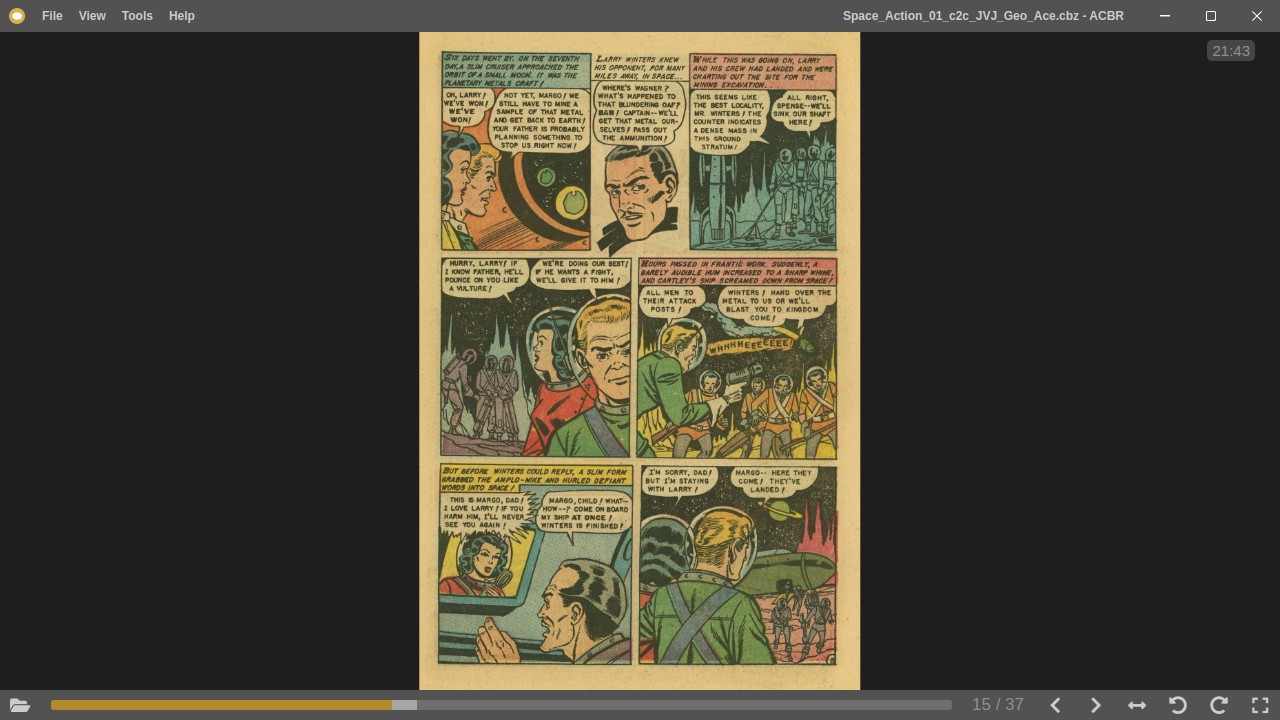 File View Tools Help
Space_Action_01_c2c_JVJ_Geo_Ace.cbz - ACBR
21:43
SIX DAYS WENT BY. ON THE SEVENTH
DAY, A SLIM CRUISER APPROACHED THE
ORBIT OF A SMALL MOON. IT WAS THE
PLANETARY METALS CRAFT!
OH, LARRY!
WE'VE WON!
WE'VE
WON!
NOT YET, MARGO! WE
STILL HAVE TO MINE A
SAMPLE OF THAT METAL
AND GET BACK TO EARTH!
YOUR FATHER IS PROBABLY
PLANNING SOMETHING TO
STOP US RIGHT NOW!
LARRY WINTERS KNEW
HIS OPPONENT, FOR MANY
MILES AWAY, IN SPACE...
WHERE'S WAGNER?
WHAT'S HAPPENED TO
THAT BLUNDERING OAF?
BAH! CAPTAIN--WE'LL
GET THAT METAL OUR-
SELVES! PASS OUT
THE AMMUNITION!
WHILE THIS WAS GOING ON, LARRY
AND HIS CREW HAD LANDED AND WERE
CHARTING OUT THE SITE FOR THE
MINING EXCAVATION...
THIS SEEMS LIKE
THE BEST LOCALITY,
MR. WINTERS! THE
COUNTER INDICATES
A DENSE MASS IN
THIS GROUND
STRATUM!
ALL RIGHT,
SPENSE--WE'LL
SINK OUR SHAFT
HERE!
HURRY, LARRY! IF
I KNOW FATHER, HE'LL
POUNCE ON YOU LIKE
A VULTURE!
WE'RE DOING OUR BEST!
IF HE WANTS A FIGHT,
WE'LL GIVE IT TO HIM!
HOURS PASSED IN FRANTIC WORK. SUDDENLY, A
BARELY AUDIBLE HUM INCREASED TO A SHARP WHINE,
AND CARTLEY'S SHIP SCREAMED DOWN FROM SPACE!
ALL MEN TO
THEIR ATTACK
POSTS!
WINTERS! HAND OVER THE
METAL TO US OR WE'LL
BLAST YOU TO KINGDOM
COME!
WHHHHEEEEEEE!
BUT BEFORE WINTERS COULD REPLY, A SLIM FORM
GRABBED THE AMPLO-MIKE AND HURLED DEFIANT
WORDS INTO SPACE!
THIS IS MARGO, DAD!
I LOVE LARRY! IF YOU
HARM HIM, I'LL NEVER
SEE YOU AGAIN!
MARGO, CHILD! WHAT--
HOW--? COME ON BOARD
MY SHIP AT ONCE!
WINTERS IS FINISHED!
I'M SORRY, DAD!
BUT I'M STAYING
WITH LARRY!
MARGO-- HERE THEY
COME! THEY'VE
LANDED!
15 / 37